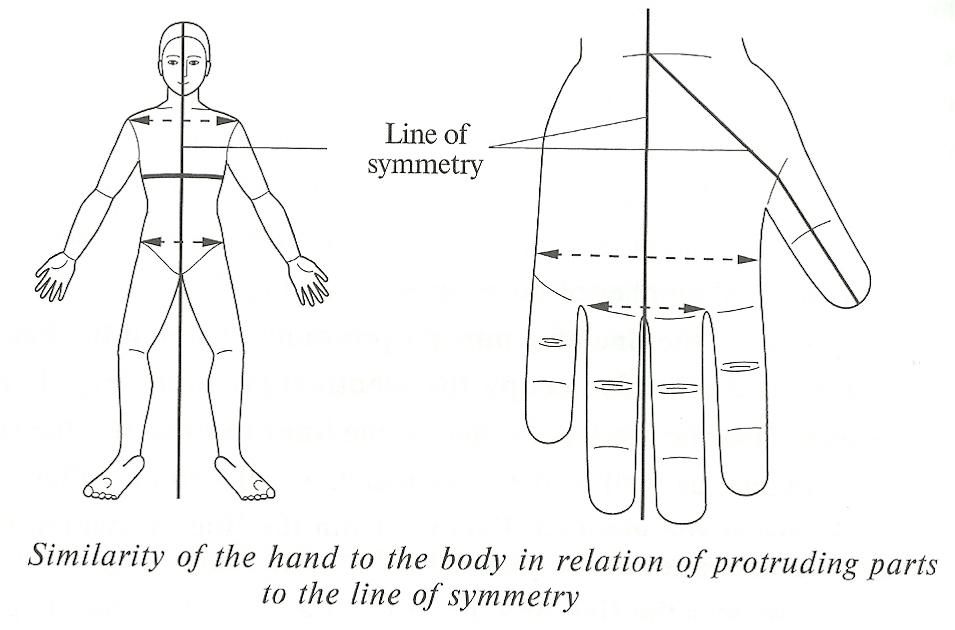 Line of
symmetry
Similarity of the hand to the body in relation of protruding parts
to the line of symmetry